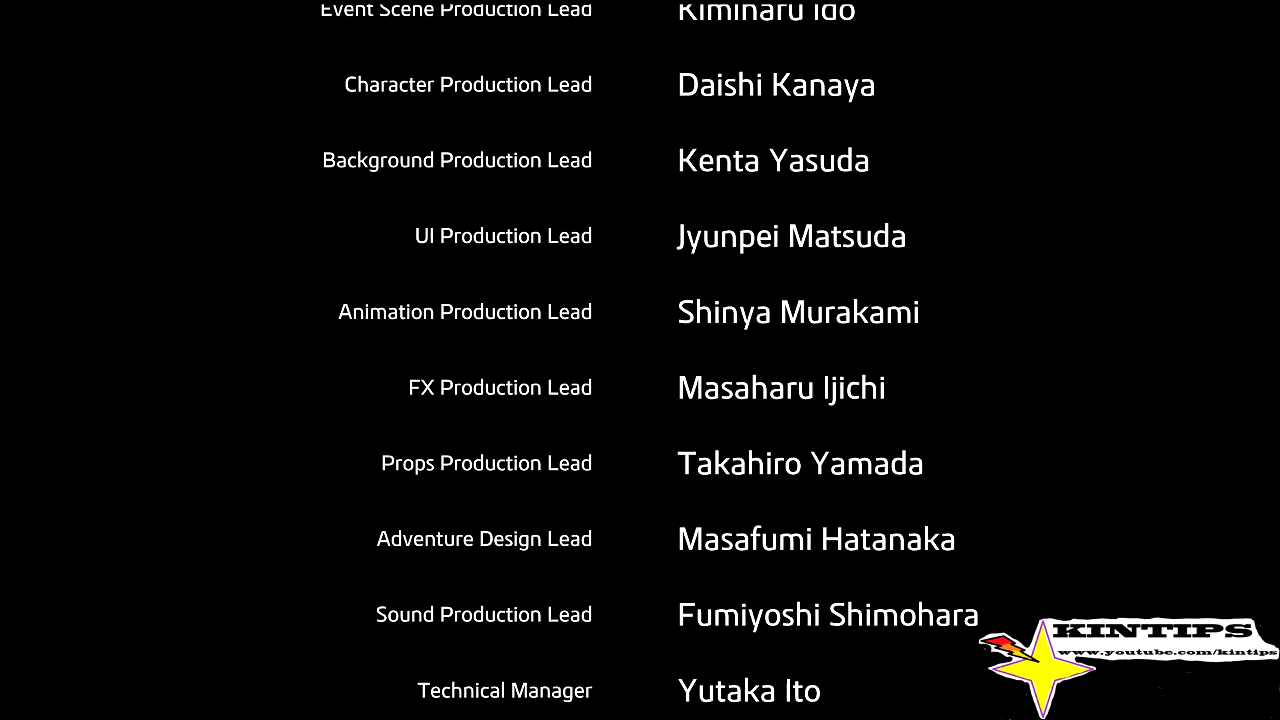 Event Scene Production Lead Kiminaru Ido
Character Production Lead Daishi Kanaya
Background Production Lead Kenta Yasuda
UI Production Lead Jyunpei Matsuda
Animation Production Lead Shinya Murakami
FX Production Lead Masaharu Ijichi
Props Production Lead Takahiro Yamada
Adventure Design Lead Masafumi Hatanaka
Sound Production Lead Fumiyoshi Shimohara
KINTIPS
www.youtube.com/kintips
Technical Manager Yutaka Ito